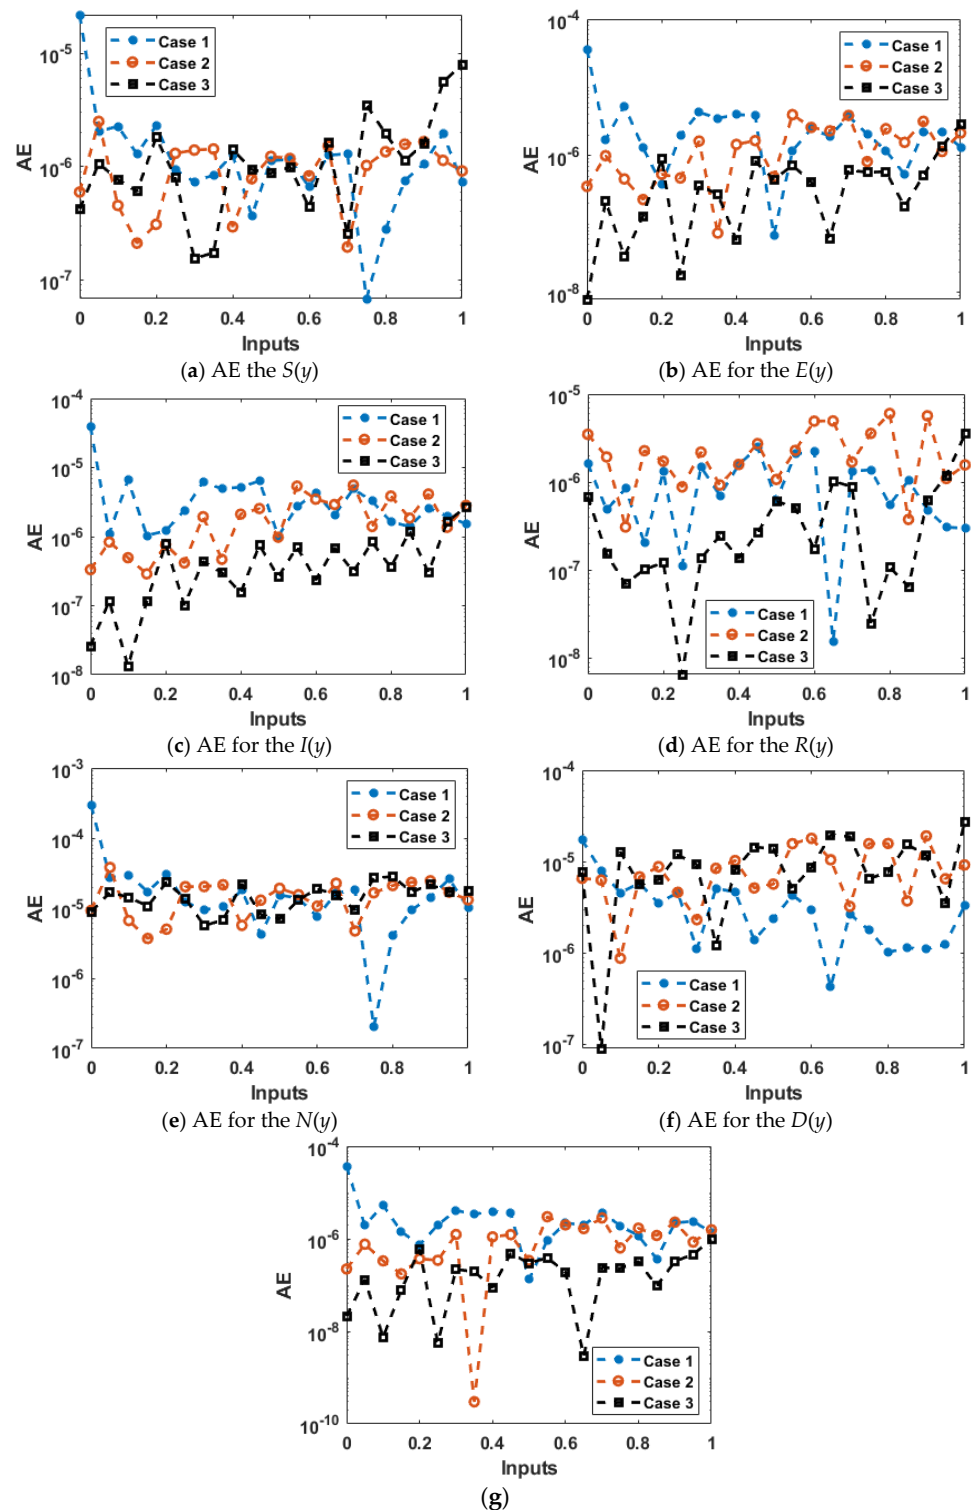 10^-5
10^-6
10^-7
AE
Case 1
Case 2
Case 3
0 0.2 0.4 0.6 0.8 1
Inputs
(a) AE the S(y)
10^-4
10^-6
10^-8
AE
Case 1
Case 2
Case 3
0 0.2 0.4 0.6 0.8 1
Inputs
(b) AE for the E(y)
10^-4
10^-5
10^-6
10^-7
10^-8
AE
Case 1
Case 2
Case 3
0 0.2 0.4 0.6 0.8 1
Inputs
(c) AE for the I(y)
10^-5
10^-6
10^-7
10^-8
AE
Case 1
Case 2
Case 3
0 0.2 0.4 0.6 0.8 1
Inputs
(d) AE for the R(y)
10^-3
10^-4
10^-5
10^-6
10^-7
AE
Case 1
Case 2
Case 3
0 0.2 0.4 0.6 0.8 1
Inputs
(e) AE for the N(y)
10^-4
10^-5
10^-6
10^-7
AE
Case 1
Case 2
Case 3
0 0.2 0.4 0.6 0.8 1
Inputs
(f) AE for the D(y)
10^-4
10^-6
10^-8
10^-10
AE
Case 1
Case 2
Case 3
0 0.2 0.4 0.6 0.8 1
Inputs
(g)